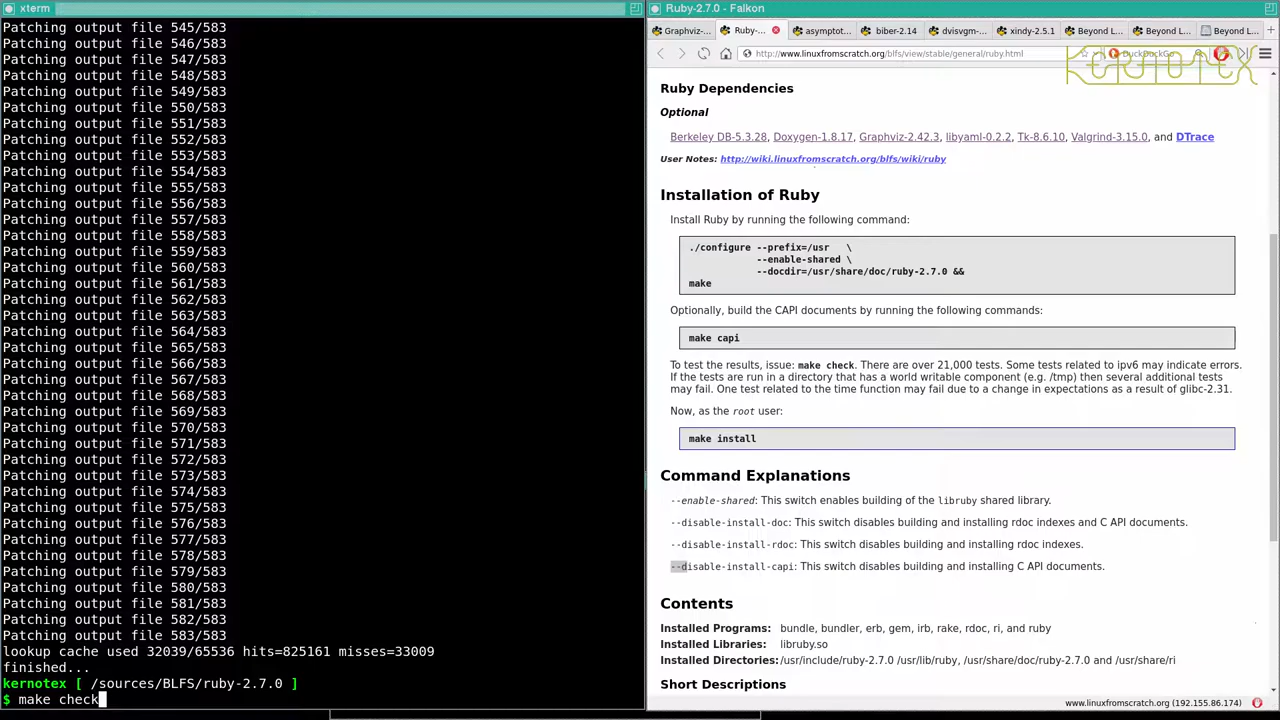 xterm
Patching output file 545/583
Patching output file 546/583
Patching output file 547/583
Patching output file 548/583
Patching output file 549/583
Patching output file 550/583
Patching output file 551/583
Patching output file 552/583
Patching output file 553/583
Patching output file 554/583
Patching output file 555/583
Patching output file 556/583
Patching output file 557/583
Patching output file 558/583
Patching output file 559/583
Patching output file 560/583
Patching output file 561/583
Patching output file 562/583
Patching output file 563/583
Patching output file 564/583
Patching output file 565/583
Patching output file 566/583
Patching output file 567/583
Patching output file 568/583
Patching output file 569/583
Patching output file 570/583
Patching output file 571/583
Patching output file 572/583
Patching output file 573/583
Patching output file 574/583
Patching output file 575/583
Patching output file 576/583
Patching output file 577/583
Patching output file 578/583
Patching output file 579/583
Patching output file 580/583
Patching output file 581/583
Patching output file 582/583
Patching output file 583/583
lookup cache used 32039/65536 hits=825161 misses=33009
finished...
kernotex [ /sources/BLFS/ruby-2.7.0 ]
$ make check
Ruby-2.7.0 - Falkon
Graphviz-... Ruby-... asymptot... biber-2.14 dvisvgm-... xindy-2.5.1 Beyond L... Beyond L... Beyond L...
http://www.linuxfromscratch.org/blfs/view/stable/general/ruby.html DuckDuckGo
KERNOTEX
Ruby Dependencies
Optional
Berkeley DB-5.3.28, Doxygen-1.8.17, Graphviz-2.42.3, libyaml-0.2.2, Tk-8.6.10, Valgrind-3.15.0, and DTrace
User Notes: http://wiki.linuxfromscratch.org/blfs/wiki/ruby
Installation of Ruby
Install Ruby by running the following command:
./configure --prefix=/usr \
--enable-shared \
--docdir=/usr/share/doc/ruby-2.7.0 &&
make
Optionally, build the CAPI documents by running the following commands:
make capi
To test the results, issue: make check. There are over 21,000 tests. Some tests related to ipv6 may indicate errors.
If the tests are run in a directory that has a world writable component (e.g. /tmp) then several additional tests
may fail. One test related to the time function may fail due to a change in expectations as a result of glibc-2.31.
Now, as the root user:
make install
Command Explanations
--enable-shared: This switch enables building of the libruby shared library.
--disable-install-doc: This switch disables building and installing rdoc indexes and C API documents.
--disable-install-rdoc: This switch disables building and installing rdoc indexes.
--disable-install-capi: This switch disables building and installing C API documents.
Contents
Installed Programs: bundle, bundler, erb, gem, irb, rake, rdoc, ri, and ruby
Installed Libraries: libruby.so
Installed Directories: /usr/include/ruby-2.7.0 /usr/lib/ruby, /usr/share/doc/ruby-2.7.0 and /usr/share/ri
Short Descriptions
www.linuxfromscratch.org (192.155.86.174)